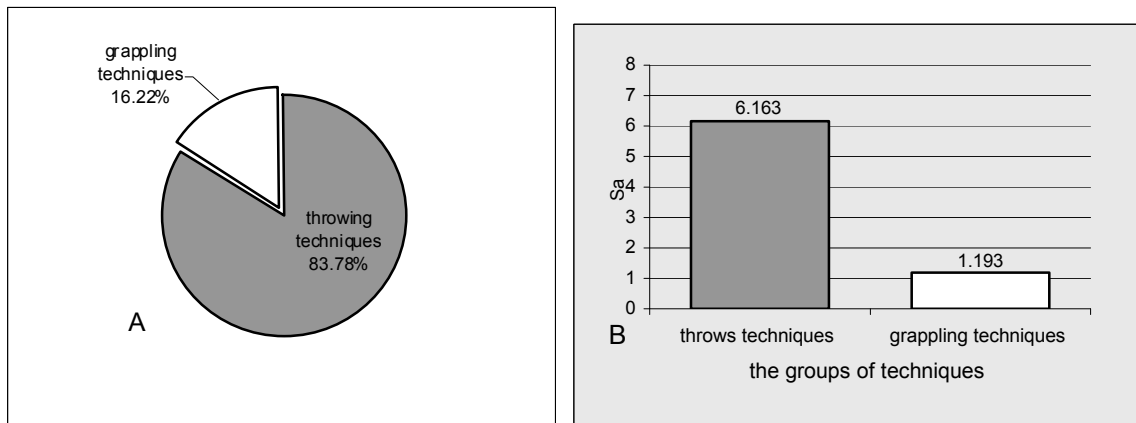 grappling
techniques
16.22%
throwing
techniques
83.78%
A
8
7
6
5
4
3
2
1
0
Sa
6.163
1.193
throws techniques
grappling techniques
B
the groups of techniques